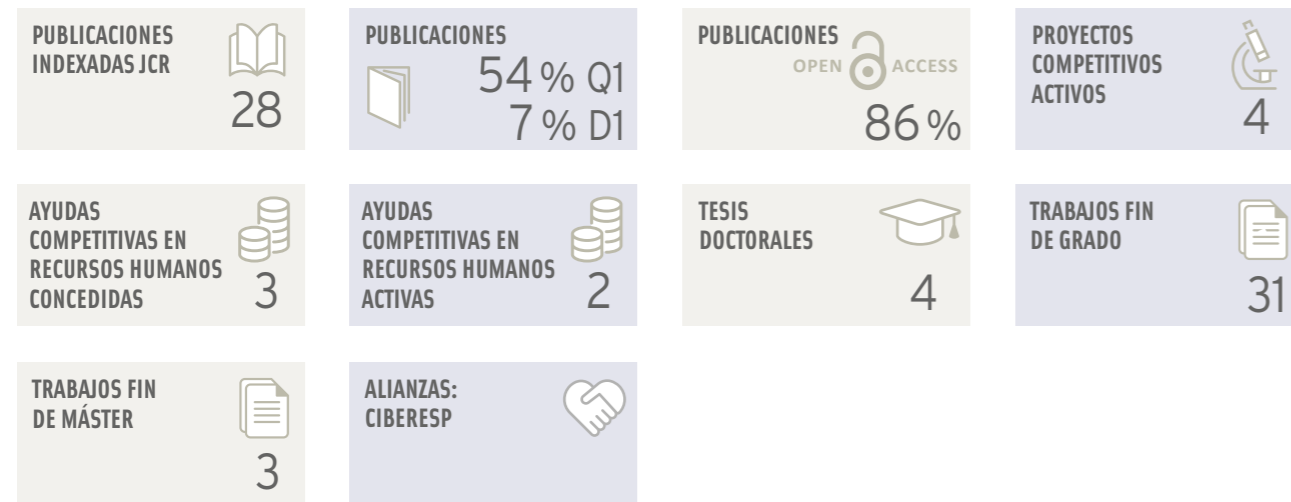 PUBLICACIONES
INDEXADAS JCR
28
PUBLICACIONES
54 % Q1
7 % D1
PUBLICACIONES
OPEN ACCESS
86 %
PROYECTOS
COMPETITIVOS
ACTIVOS
4
AYUDAS
COMPETITIVAS EN
RECURSOS HUMANOS
CONCEDIDAS
3
AYUDAS
COMPETITIVAS EN
RECURSOS HUMANOS
ACTIVAS
2
TESIS
DOCTORALES
4
TRABAJOS FIN
DE GRADO
31
TRABAJOS FIN
DE MÁSTER
3
ALIANZAS:
CIBERESP